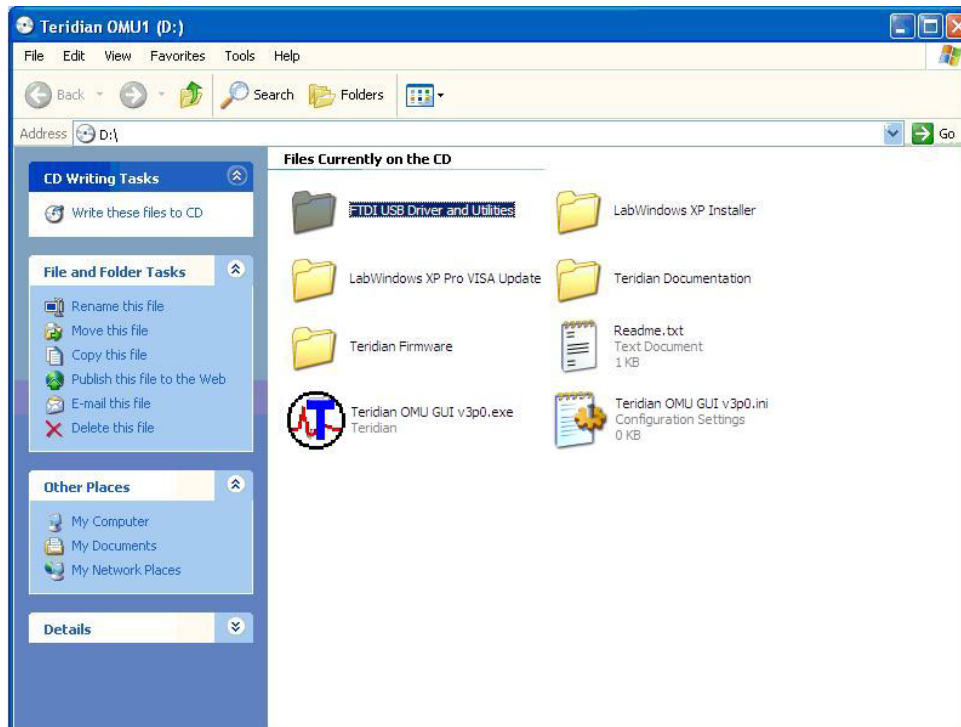 Teridian OMU1 (D:)
File Edit View Favorites Tools Help
Back Search Folders
Address D:\ Go
CD Writing Tasks
Write these files to CD
File and Folder Tasks
Rename this file
Move this file
Copy this file
Publish this file to the Web
E-mail this file
Delete this file
Other Places
My Computer
My Documents
My Network Places
Details
Files Currently on the CD
FTDI USB Driver and Utilities
LabWindows XP Installer
LabWindows XP Pro VISA Update
Teridian Documentation
Teridian Firmware
Readme.txt
Text Document
1 KB
T
Teridian OMU GUI v3p0.exe
Teridian
Teridian OMU GUI v3p0.ini
Configuration Settings
0 KB